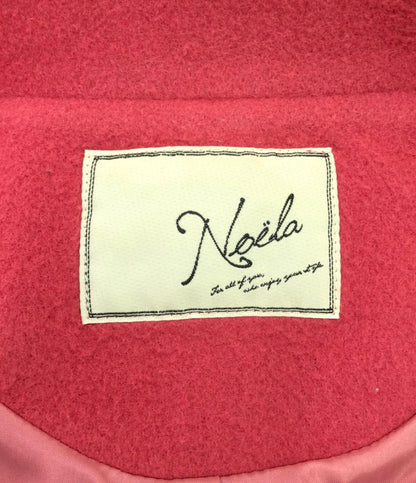 Noëla
For all of you,
who enjoy your style